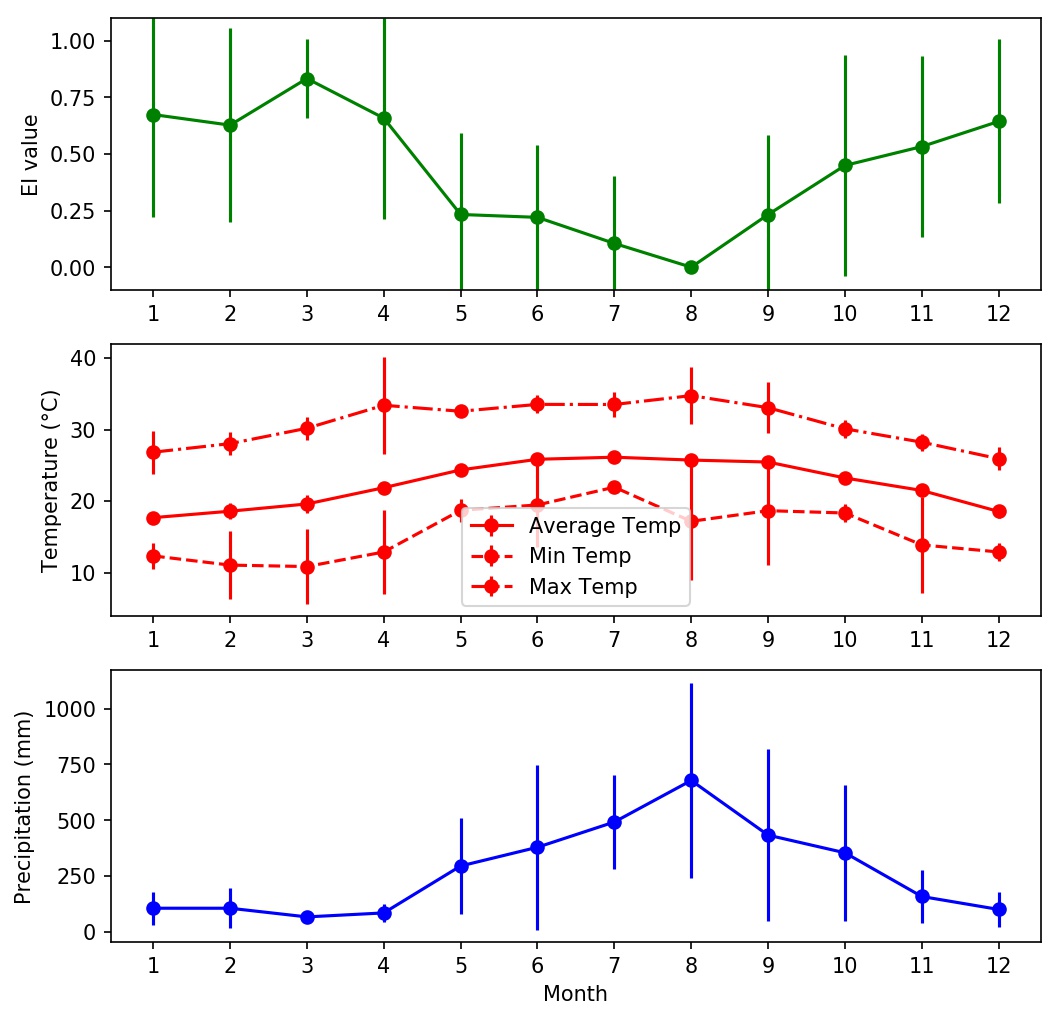 EI value
1.00
0.75
0.50
0.25
0.00
1 2 3 4 5 6 7 8 9 10 11 12
Temperature (°C)
40
30
20
10
Average Temp
Min Temp
Max Temp
1 2 3 4 5 6 7 8 9 10 11 12
Precipitation (mm)
1000
750
500
250
0
1 2 3 4 5 6 7 8 9 10 11 12
Month